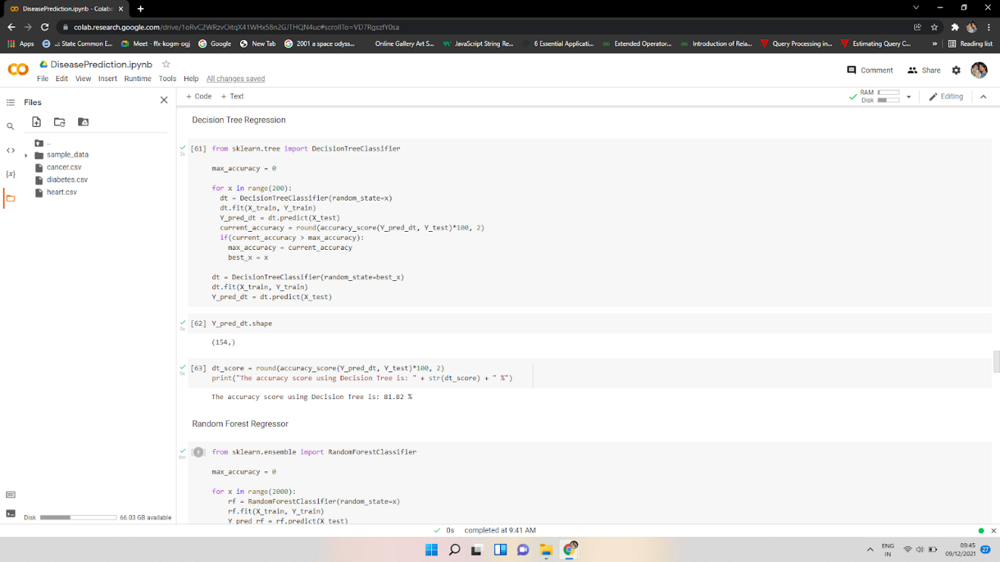 DiseasePrediction.ipynb - Colab
colab.research.google.com/drive/1oRvC2WRzvOitqX41WHx58n2GJTHQN4uc#scrollTo=VD7RgszfY0sa
Apps ..:: State Common E... Meet - ffx-kogm-ogj Google New Tab 2001 a space odyss... Online Gallery Art S... JavaScript String Re... 6 Essential Applicati... Extended Operator... Introduction of Rela... Query Processing in... Estimating Query C... » Reading list
DiseasePrediction.ipynb
File Edit View Insert Runtime Tools Help All changes saved
Comment Share
Files
+ Code + Text
RAM
Disk
Editing
..
sample_data
cancer.csv
diabetes.csv
heart.csv
Disk 66.03 GB available
Decision Tree Regression
2s
[61] from sklearn.tree import DecisionTreeClassifier
max_accuracy = 0
for x in range(200):
dt = DecisionTreeClassifier(random_state=x)
dt.fit(X_train, Y_train)
Y_pred_dt = dt.predict(X_test)
current_accuracy = round(accuracy_score(Y_pred_dt, Y_test)*100, 2)
if(current_accuracy > max_accuracy):
max_accuracy = current_accuracy
best_x = x
dt = DecisionTreeClassifier(random_state=best_x)
dt.fit(X_train, Y_train)
Y_pred_dt = dt.predict(X_test)
0s
[62] Y_pred_dt.shape
(154,)
0s
[63] dt_score = round(accuracy_score(Y_pred_dt, Y_test)*100, 2)
print("The accuracy score using Decision Tree is: " + str(dt_score) + " %")
The accuracy score using Decision Tree is: 81.82 %
Random Forest Regressor
from sklearn.ensemble import RandomForestClassifier
max_accuracy = 0
for x in range(2000):
rf = RandomForestClassifier(random_state=x)
rf.fit(X_train, Y_train)
Y_pred_rf = rf.predict(X_test)
0s completed at 9:41 AM
ENG
IN
09:45
09/12/2021
27